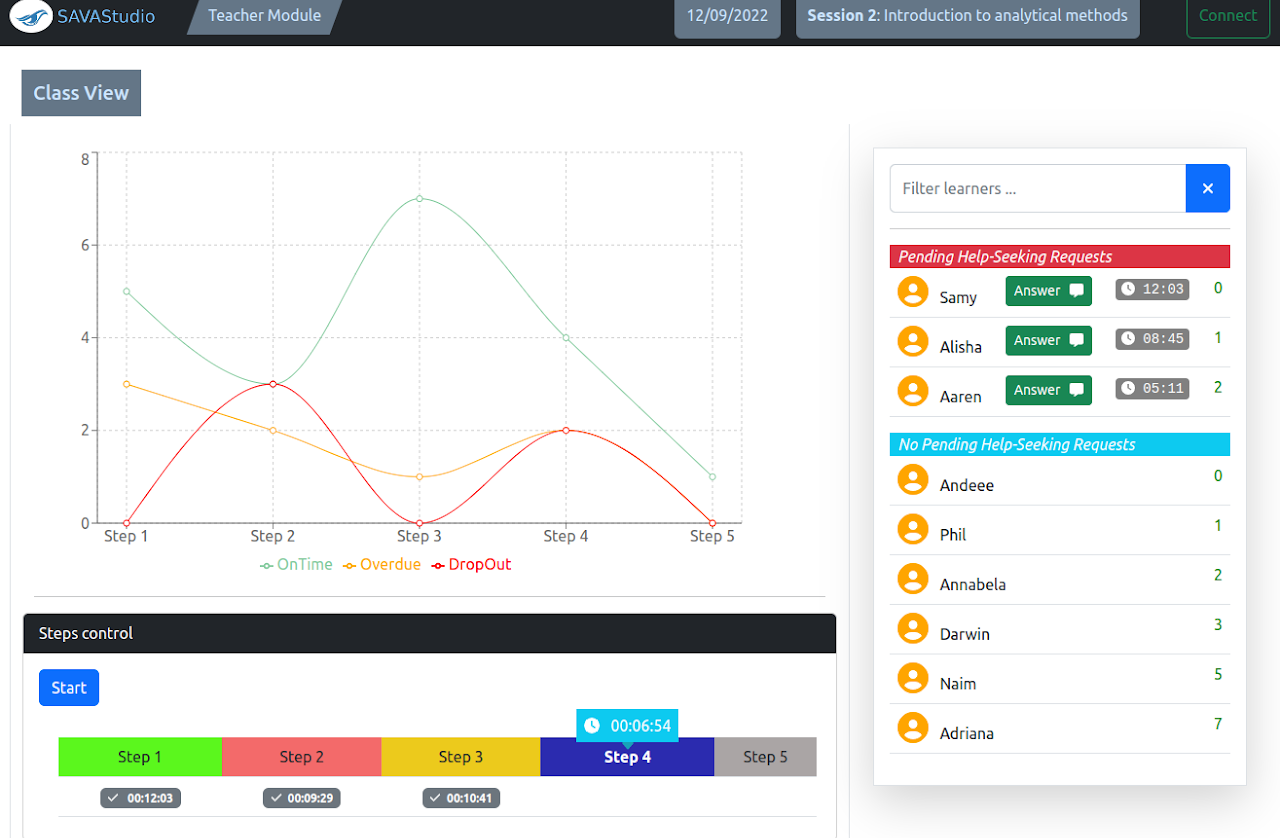 SAVAStudio
Teacher Module
12/09/2022
Session 2: Introduction to analytical methods
Connect
Class View
8
6
4
2
0
Step 1 Step 2 Step 3 Step 4 Step 5
OnTime Overdue DropOut
Steps control
Start
00:06:54
Step 1 Step 2 Step 3 Step 4 Step 5
00:12:03 00:09:29 00:10:41
Filter learners ...
Pending Help-Seeking Requests
Samy Answer 12:03 0
Alisha Answer 08:45 1
Aaren Answer 05:11 2
No Pending Help-Seeking Requests
Andeee 0
Phil 1
Annabela 2
Darwin 3
Naim 5
Adriana 7